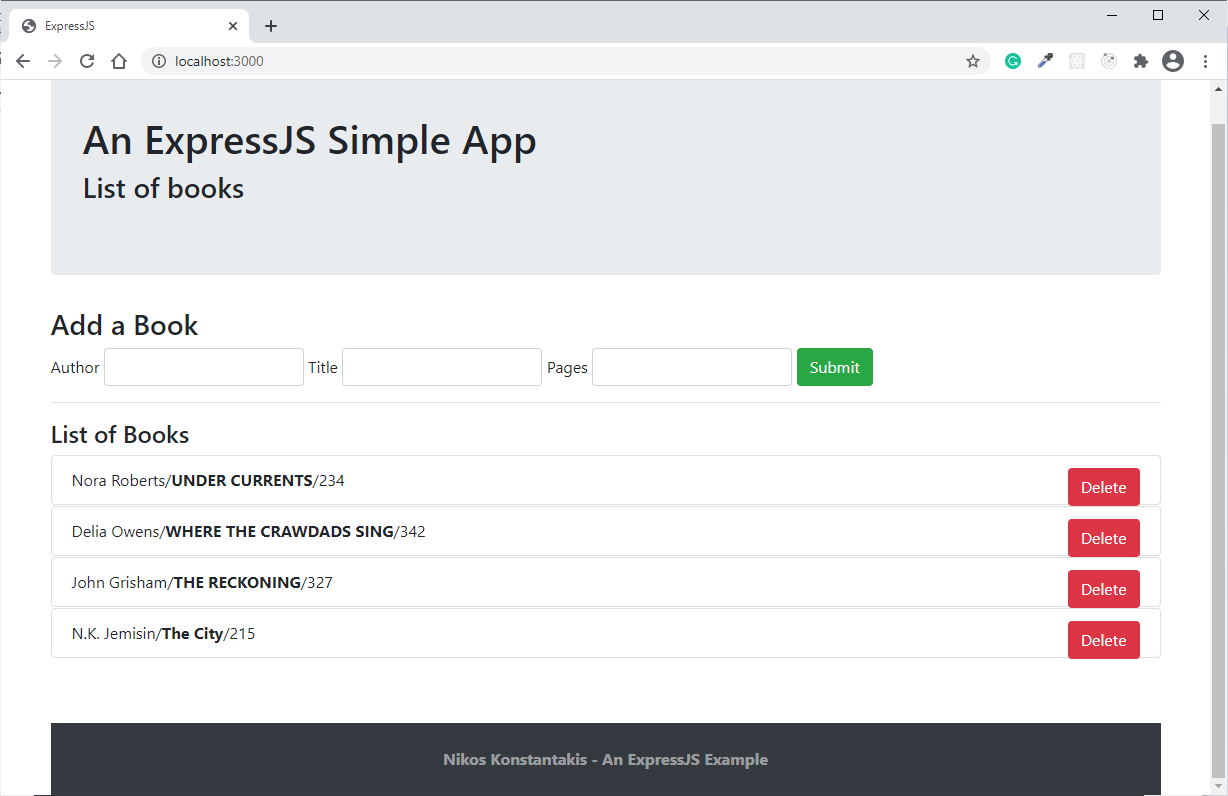 ExpressJS
localhost:3000
An ExpressJS Simple App
List of books
Add a Book
Author Title Pages Submit
List of Books
Nora Roberts/UNDER CURRENTS/234 Delete
Delia Owens/WHERE THE CRAWDADS SING/342 Delete
John Grisham/THE RECKONING/327 Delete
N.K. Jemisin/The City/215 Delete
Nikos Konstantakis - An ExpressJS Example